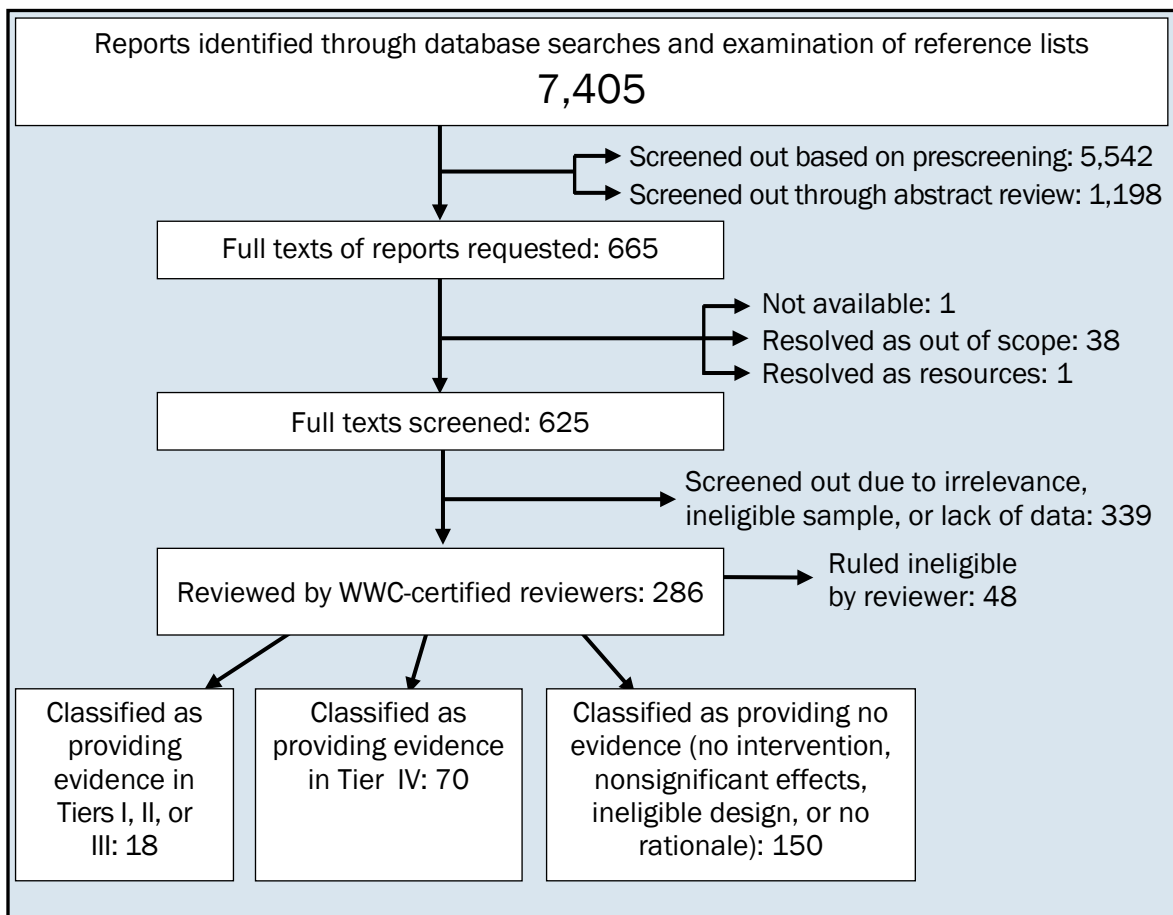 Reports identified through database searches and examination of reference lists
7,405
Screened out based on prescreening: 5,542
Screened out through abstract review: 1,198
Full texts of reports requested: 665
Not available: 1
Resolved as out of scope: 38
Resolved as resources: 1
Full texts screened: 625
Screened out due to irrelevance,
ineligible sample, or lack of data: 339
Reviewed by WWC-certified reviewers: 286
Ruled ineligible
by reviewer: 48
Classified as
providing
evidence in
Tiers I, II, or
III: 18
Classified as
providing evidence
in Tier IV: 70
Classified as providing no
evidence (no intervention,
nonsignificant effects,
ineligible design, or no
rationale): 150